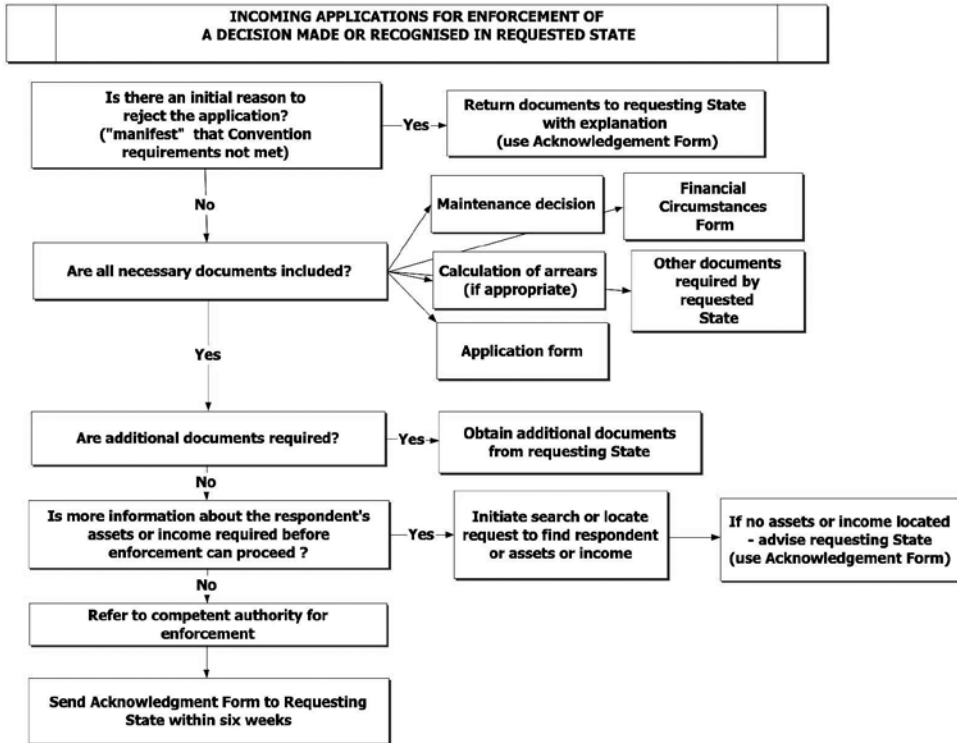 INCOMING APPLICATIONS FOR ENFORCEMENT OF
A DECISION MADE OR RECOGNISED IN REQUESTED STATE
Is there an initial reason to
reject the application?
("manifest" that Convention
requirements not met)
Yes
Return documents to requesting State
with explanation
(use Acknowledgement Form)
No
Maintenance decision
Financial
Circumstances
Form
Are all necessary documents included?
Calculation of arrears
(if appropriate)
Other documents
required by
requested
State
Application form
Yes
Are additional documents required?
Yes
Obtain additional documents
from requesting State
No
Is more information about the respondent's
assets or income required before
enforcement can proceed ?
Yes
Initiate search or locate
request to find respondent
or assets or income
If no assets or income located
- advise requesting State
(use Acknowledgement Form)
No
Refer to competent authority for
enforcement
Send Acknowledgment Form to Requesting
State within six weeks